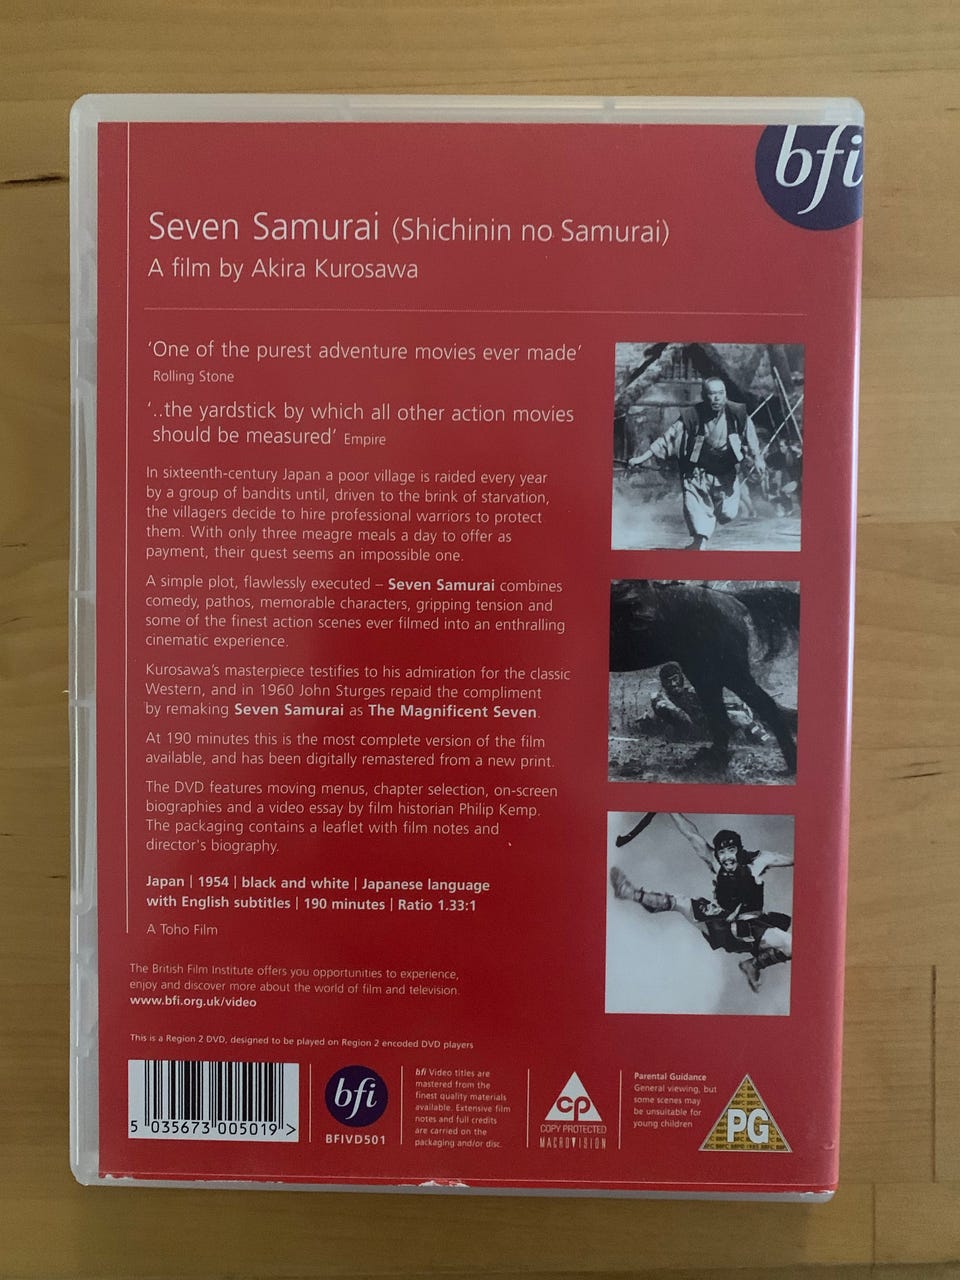 bfi
Seven Samurai (Shichinin no Samurai)
A film by Akira Kurosawa
‘One of the purest adventure movies ever made’
Rolling Stone
‘..the yardstick by which all other action movies
should be measured’ Empire
In sixteenth-century Japan a poor village is raided every year
by a group of bandits until, driven to the brink of starvation,
the villagers decide to hire professional warriors to protect
them. With only three meagre meals a day to offer as
payment, their quest seems an impossible one.
A simple plot, flawlessly executed – Seven Samurai combines
comedy, pathos, memorable characters, gripping tension and
some of the finest action scenes ever filmed into an enthralling
cinematic experience.
Kurosawa's masterpiece testifies to his admiration for the classic
Western, and in 1960 John Sturges repaid the compliment
by remaking Seven Samurai as The Magnificent Seven.
At 190 minutes this is the most complete version of the film
available, and has been digitally remastered from a new print.
The DVD features moving menus, chapter selection, on-screen
biographies and a video essay by film historian Philip Kemp.
The packaging contains a leaflet with film notes and
director's biography.
Japan | 1954 | black and white | Japanese language
with English subtitles | 190 minutes | Ratio 1.33:1
A Toho Film
The British Film Institute offers you opportunities to experience,
enjoy and discover more about the world of film and television.
www.bfi.org.uk/video
This is a Region 2 DVD, designed to be played on Region 2 encoded DVD players
5 035673 005019 >
bfi
BFIVD501
bfi Video titles are
mastered from the
finest quality materials
available. Extensive film
notes and full credits
are carried on the
packaging and/or disc.
cp
COPY PROTECTED
MACROVISION
Parental Guidance
General viewing, but
some scenes may
be unsuitable for
young children
PG